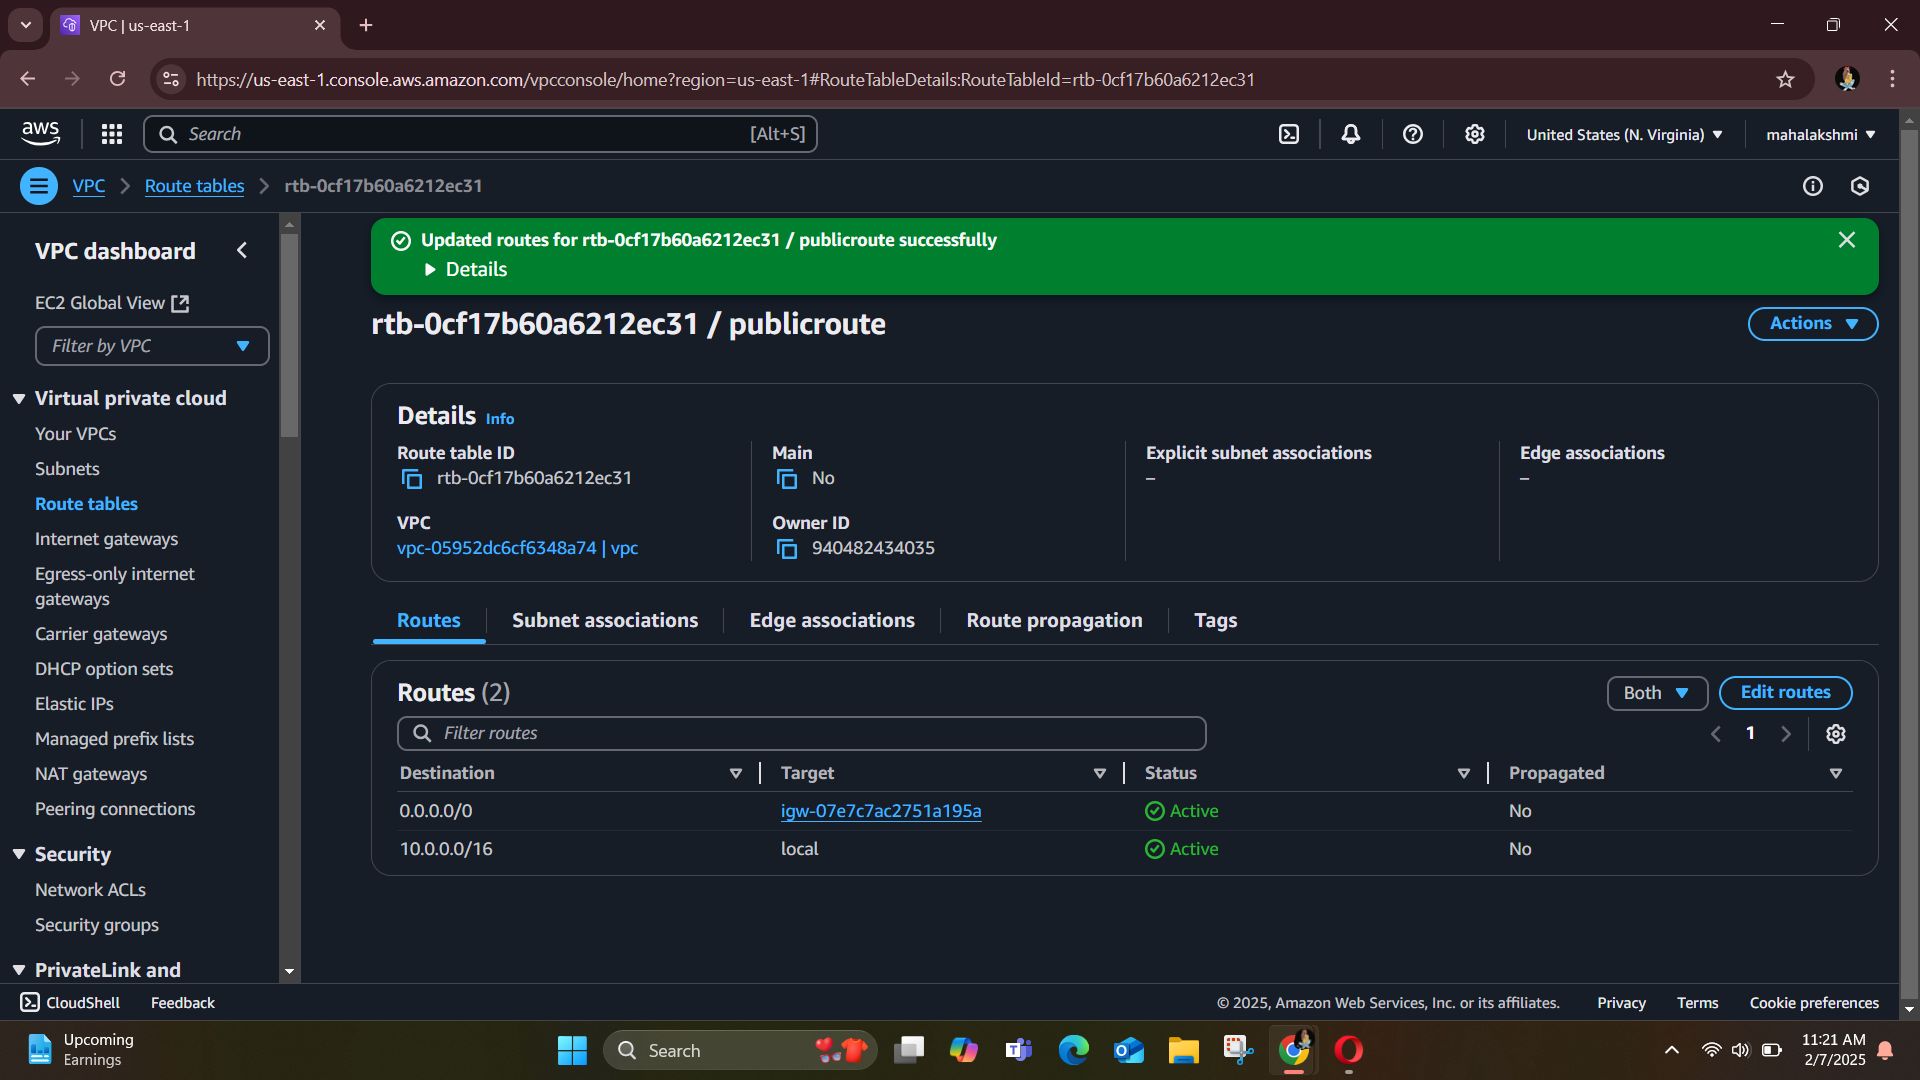 VPC | us-east-1
https://us-east-1.console.aws.amazon.com/vpcconsole/home?region=us-east-1#RouteTableDetails:RouteTableId=rtb-0cf17b60a6212ec31
aws
Search
[Alt+S]
United States (N. Virginia)
mahalakshmi
VPC
Route tables
rtb-0cf17b60a6212ec31
VPC dashboard
EC2 Global View
Filter by VPC
Virtual private cloud
Your VPCs
Subnets
Route tables
Internet gateways
Egress-only internet
gateways
Carrier gateways
DHCP option sets
Elastic IPs
Managed prefix lists
NAT gateways
Peering connections
Security
Network ACLs
Security groups
PrivateLink and
Updated routes for rtb-0cf17b60a6212ec31 / publicroute successfully
Details
rtb-0cf17b60a6212ec31 / publicroute
Actions
Details Info
Route table ID
rtb-0cf17b60a6212ec31
Main
No
Explicit subnet associations
–
Edge associations
–
VPC
vpc-05952dc6cf6348a74 | vpc
Owner ID
940482434035
Routes
Subnet associations
Edge associations
Route propagation
Tags
Routes (2)
Both
Edit routes
Filter routes
1
Destination Target Status Propagated
0.0.0.0/0 igw-07e7c7ac2751a195a Active No
10.0.0.0/16 local Active No
CloudShell
Feedback
© 2025, Amazon Web Services, Inc. or its affiliates.
Privacy
Terms
Cookie preferences
Upcoming
Earnings
Search
11:21 AM
2/7/2025